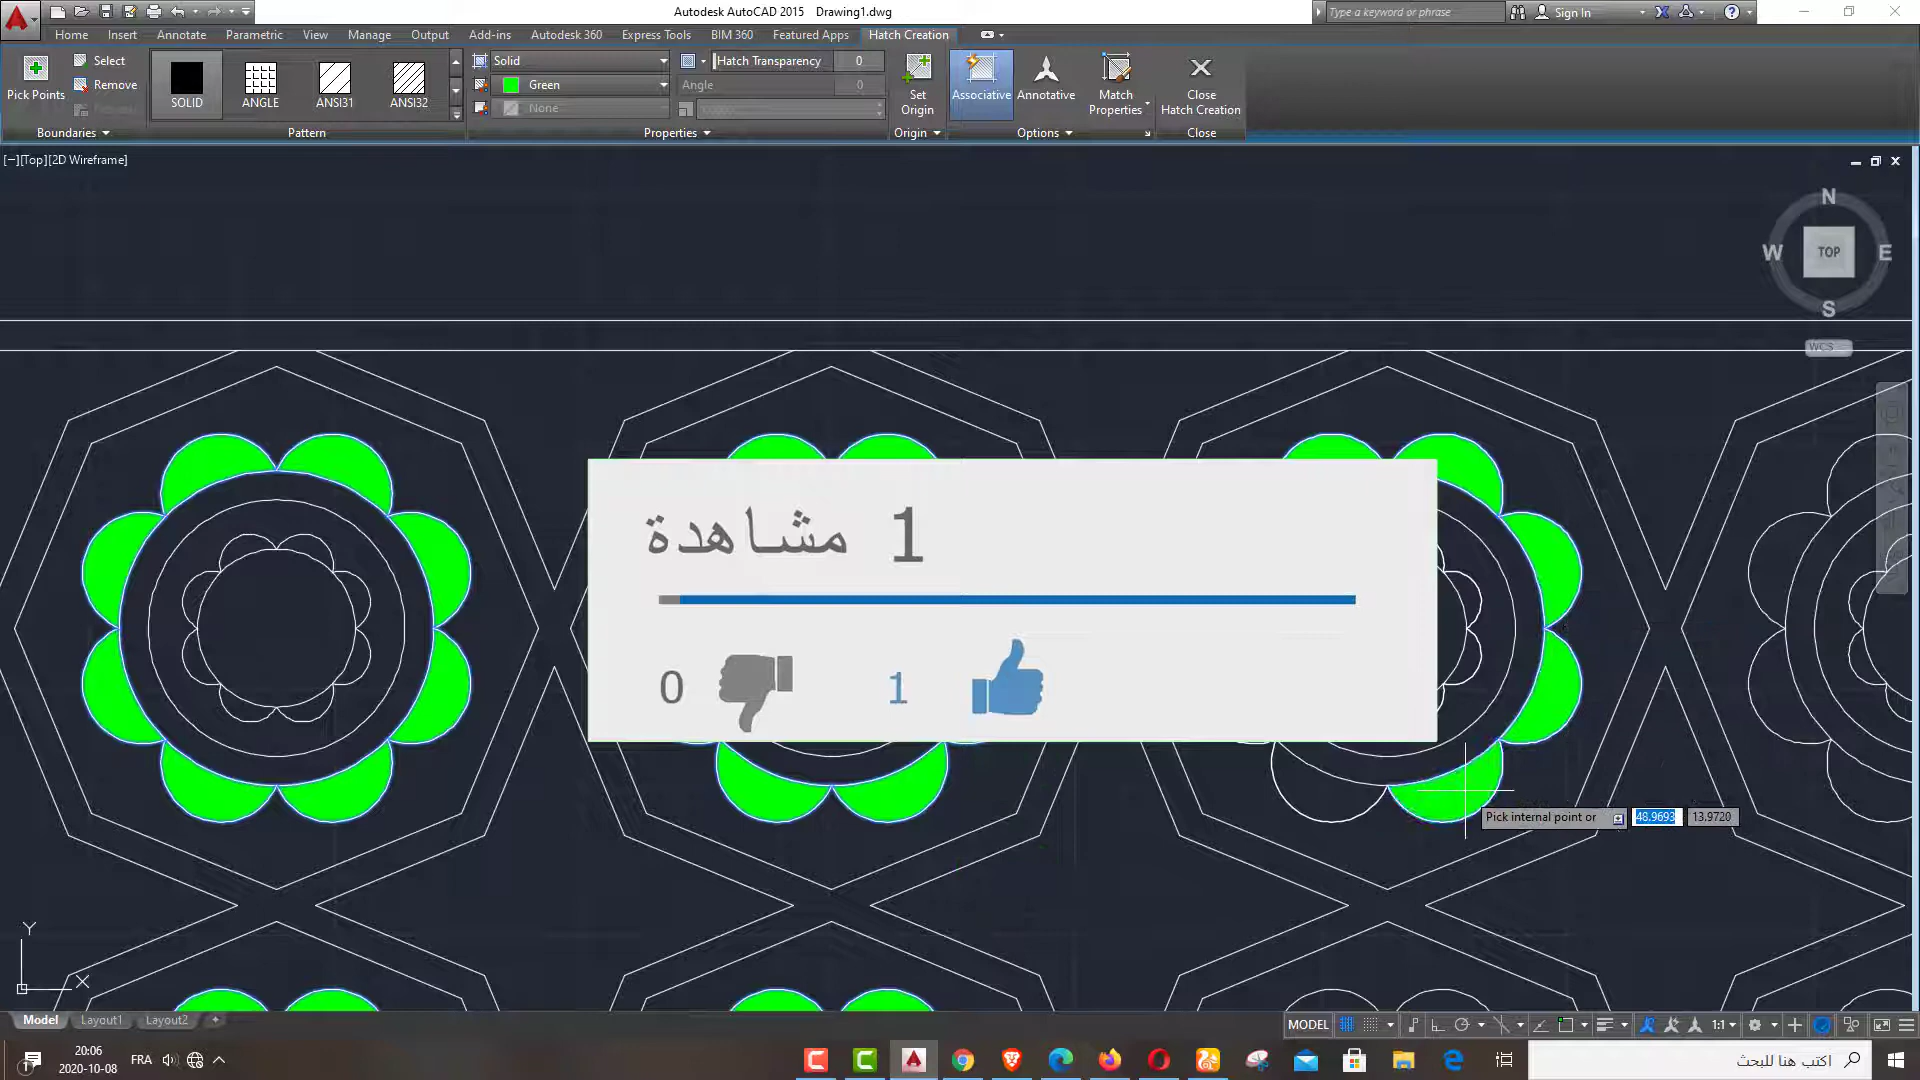 Autodesk AutoCAD 2015 Drawing1.dwg
Type a keyword or phrase
Sign In
Home Insert Annotate Parametric View Manage Output Add-ins Autodesk 360 Express Tools BIM 360 Featured Apps Hatch Creation
Pick Points
Select
Remove
Boundaries
SOLID
ANGLE
ANSI31
ANSI32
Pattern
Solid
Green
None
Hatch Transparency 0
Angle 0
Properties
Set Origin
Origin
Associative
Annotative
Match Properties
Options
Close Hatch Creation
Close
[−][Top][2D Wireframe]
N
W TOP E
S
WCS
1 مشاهدة
0 1
Pick internal point or 48.9693 13.9720
Y
X
Model Layout1 Layout2 +
MODEL 1:1
20:06
2020-10-08
FRA
اكتب هنا للبحث